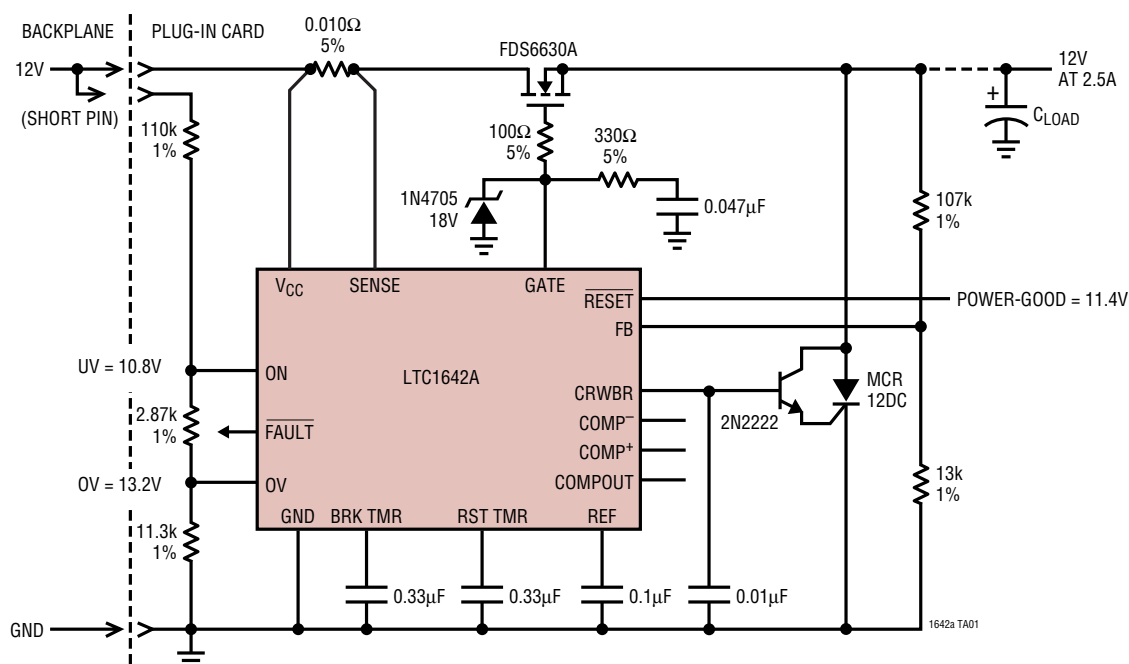 BACKPLANE
PLUG-IN CARD
0.010Ω
5%
FDS6630A
12V
(SHORT PIN)
12V
AT 2.5A
+
CLOAD
110k
1%
100Ω
5%
330Ω
5%
1N4705
18V
0.047µF
107k
1%
VCC
SENSE
GATE
RESET
POWER-GOOD = 11.4V
FB
UV = 10.8V
ON
LTC1642A
CRWBR
MCR
12DC
2N2222
2.87k
1%
FAULT
COMP–
COMP+
OV = 13.2V
OV
COMPOUT
13k
1%
11.3k
1%
GND
BRK TMR
RST TMR
REF
0.33µF
0.33µF
0.1µF
0.01µF
GND
1642a TA01